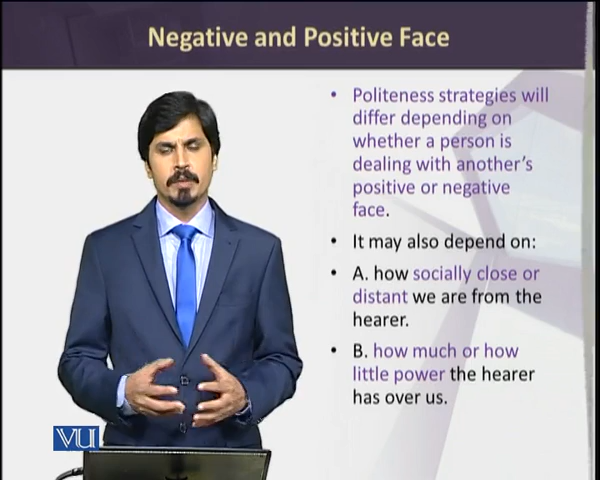 Negative and Positive Face
• Politeness strategies will
differ depending on
whether a person is
dealing with another's
positive or negative
face.
• It may also depend on:
• A. how socially close or
distant we are from the
hearer.
• B. how much or how
little power the hearer
has over us.
VU